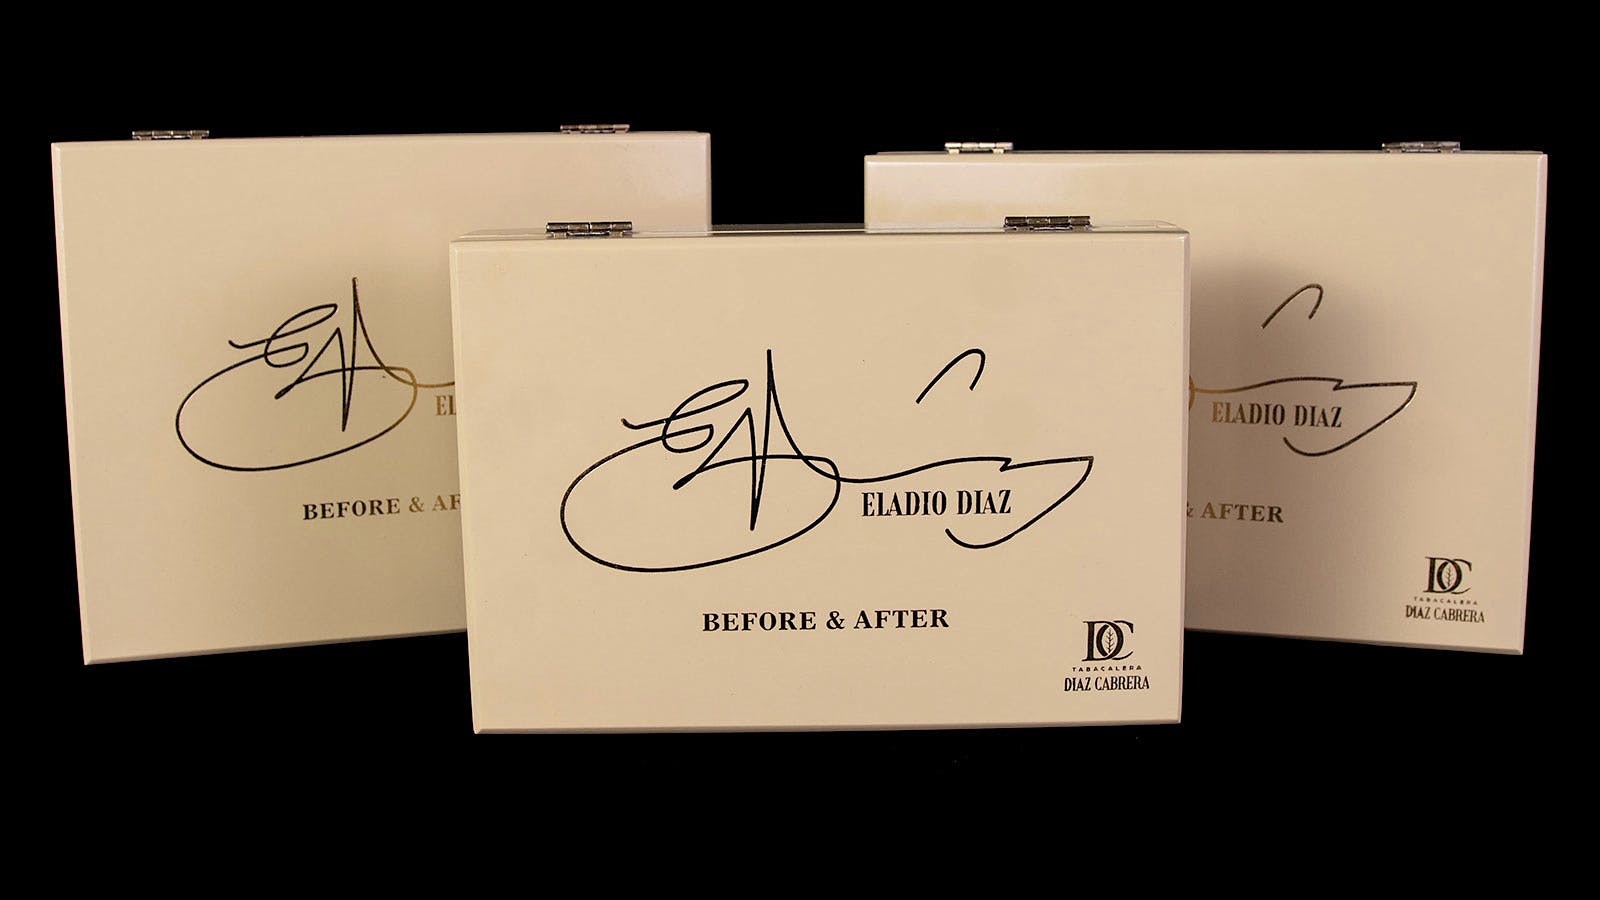 EL
BEFORE & AF
ELADIO DIAZ
BEFORE & AFTER
DC
TABACALERA
DIAZ CABRERA
ELADIO DIAZ
& AFTER
DC
TABACALERA
DIAZ CABRERA